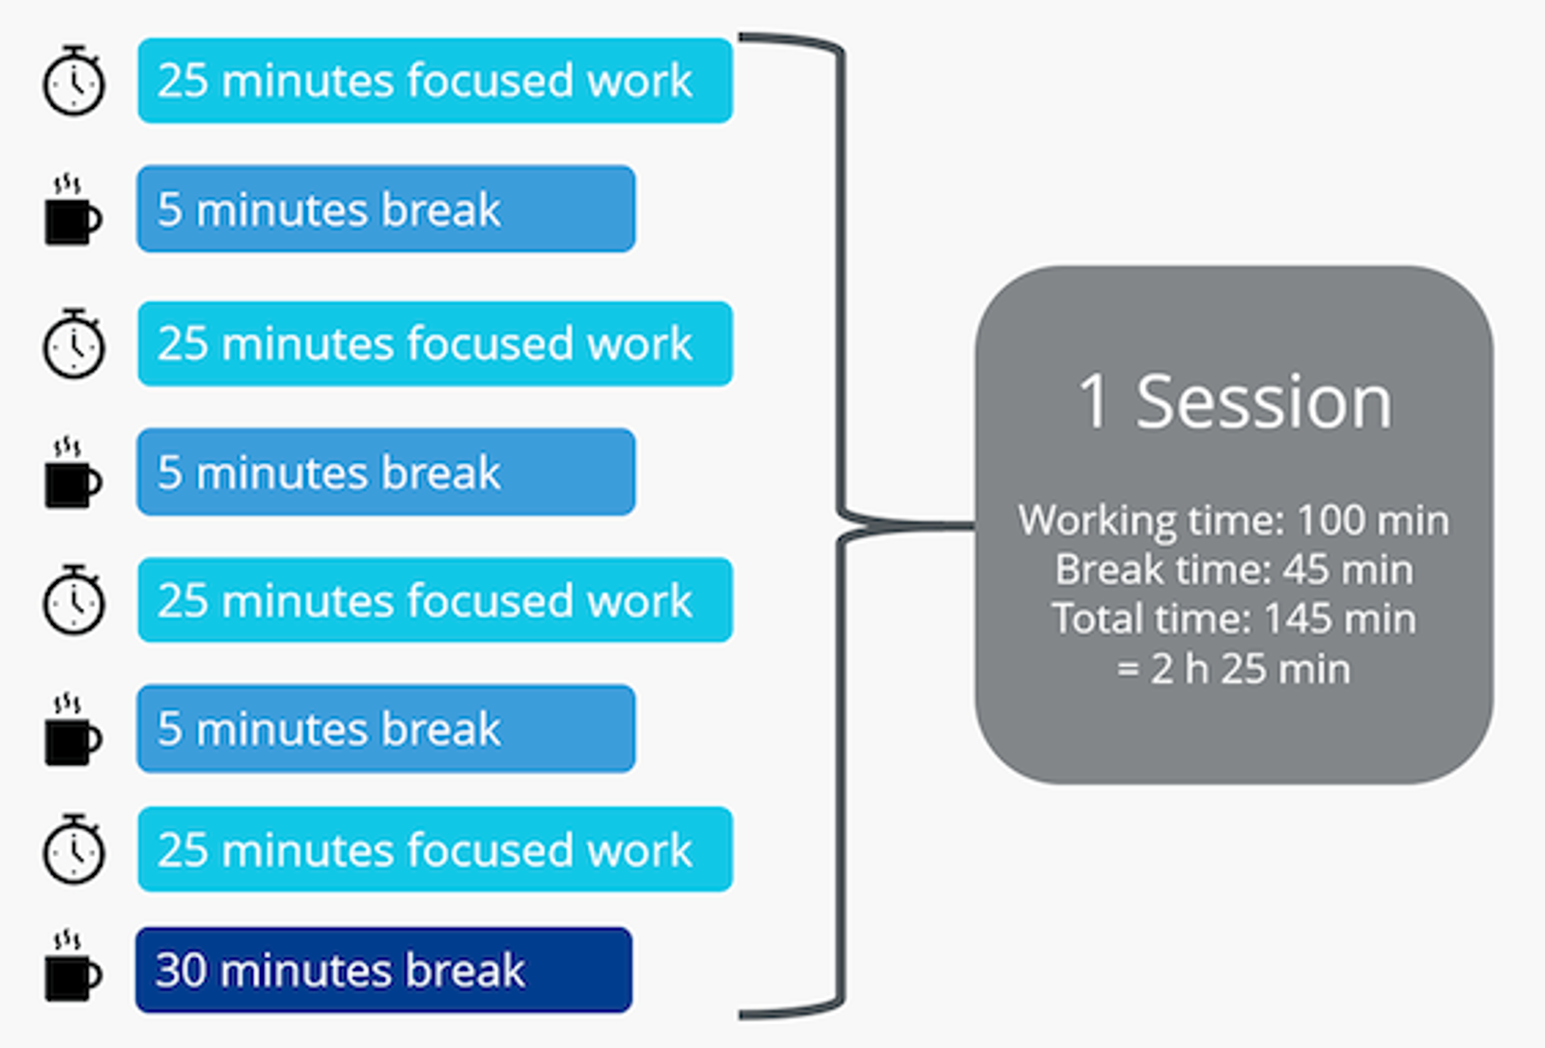 25 minutes focused work
5 minutes break
25 minutes focused work
5 minutes break
25 minutes focused work
5 minutes break
25 minutes focused work
30 minutes break
1 Session
Working time: 100 min
Break time: 45 min
Total time: 145 min
= 2 h 25 min